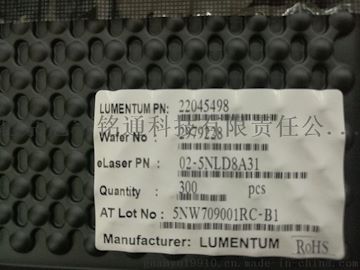 LUMENTUM PN: 22045498
Wafer No : 2979228
eLaser PN : 02-5NLD8A31
Quantity : 300 pcs
AT Lot No : 5NW709001RC-B1
Manufacturer: LUMENTUM RoHS
铭通科技有限责任公